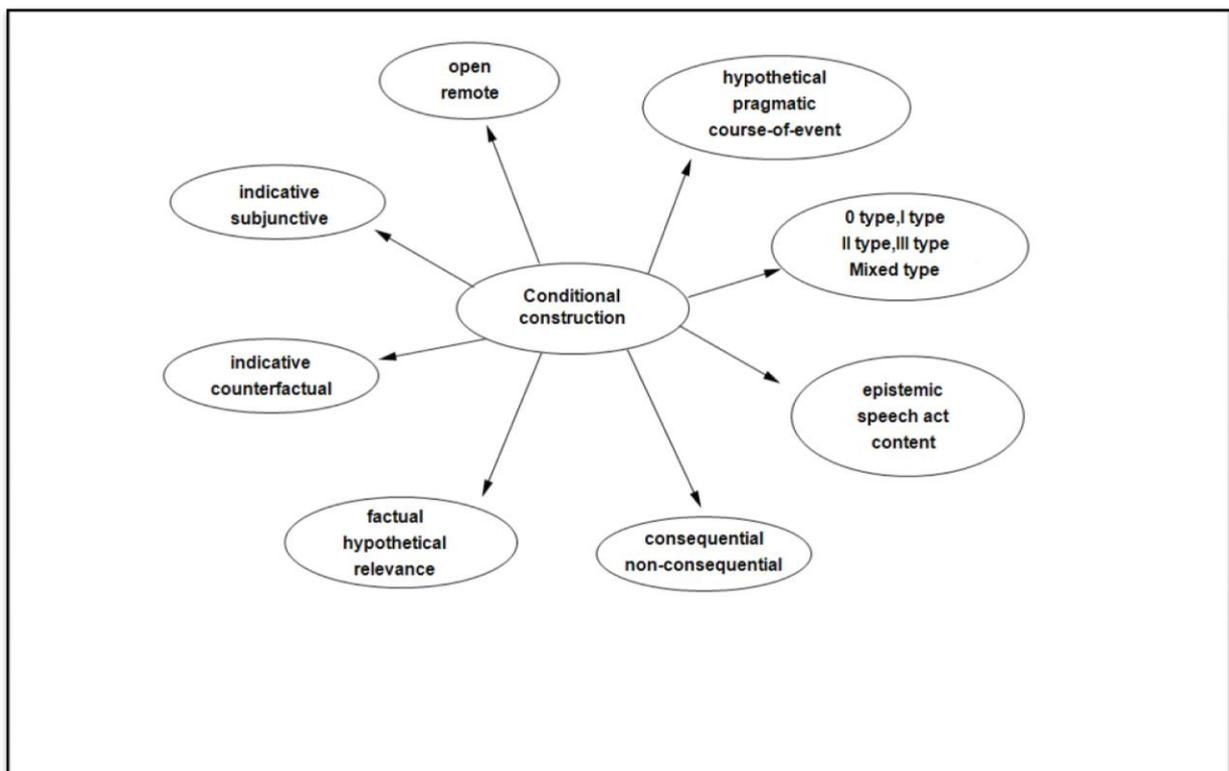 open
remote
hypothetical
pragmatic
course-of-event
indicative
subjunctive
0 type,I type
II type,III type
Mixed type
Conditional
construction
indicative
counterfactual
epistemic
speech act
content
factual
hypothetical
relevance
consequential
non-consequential